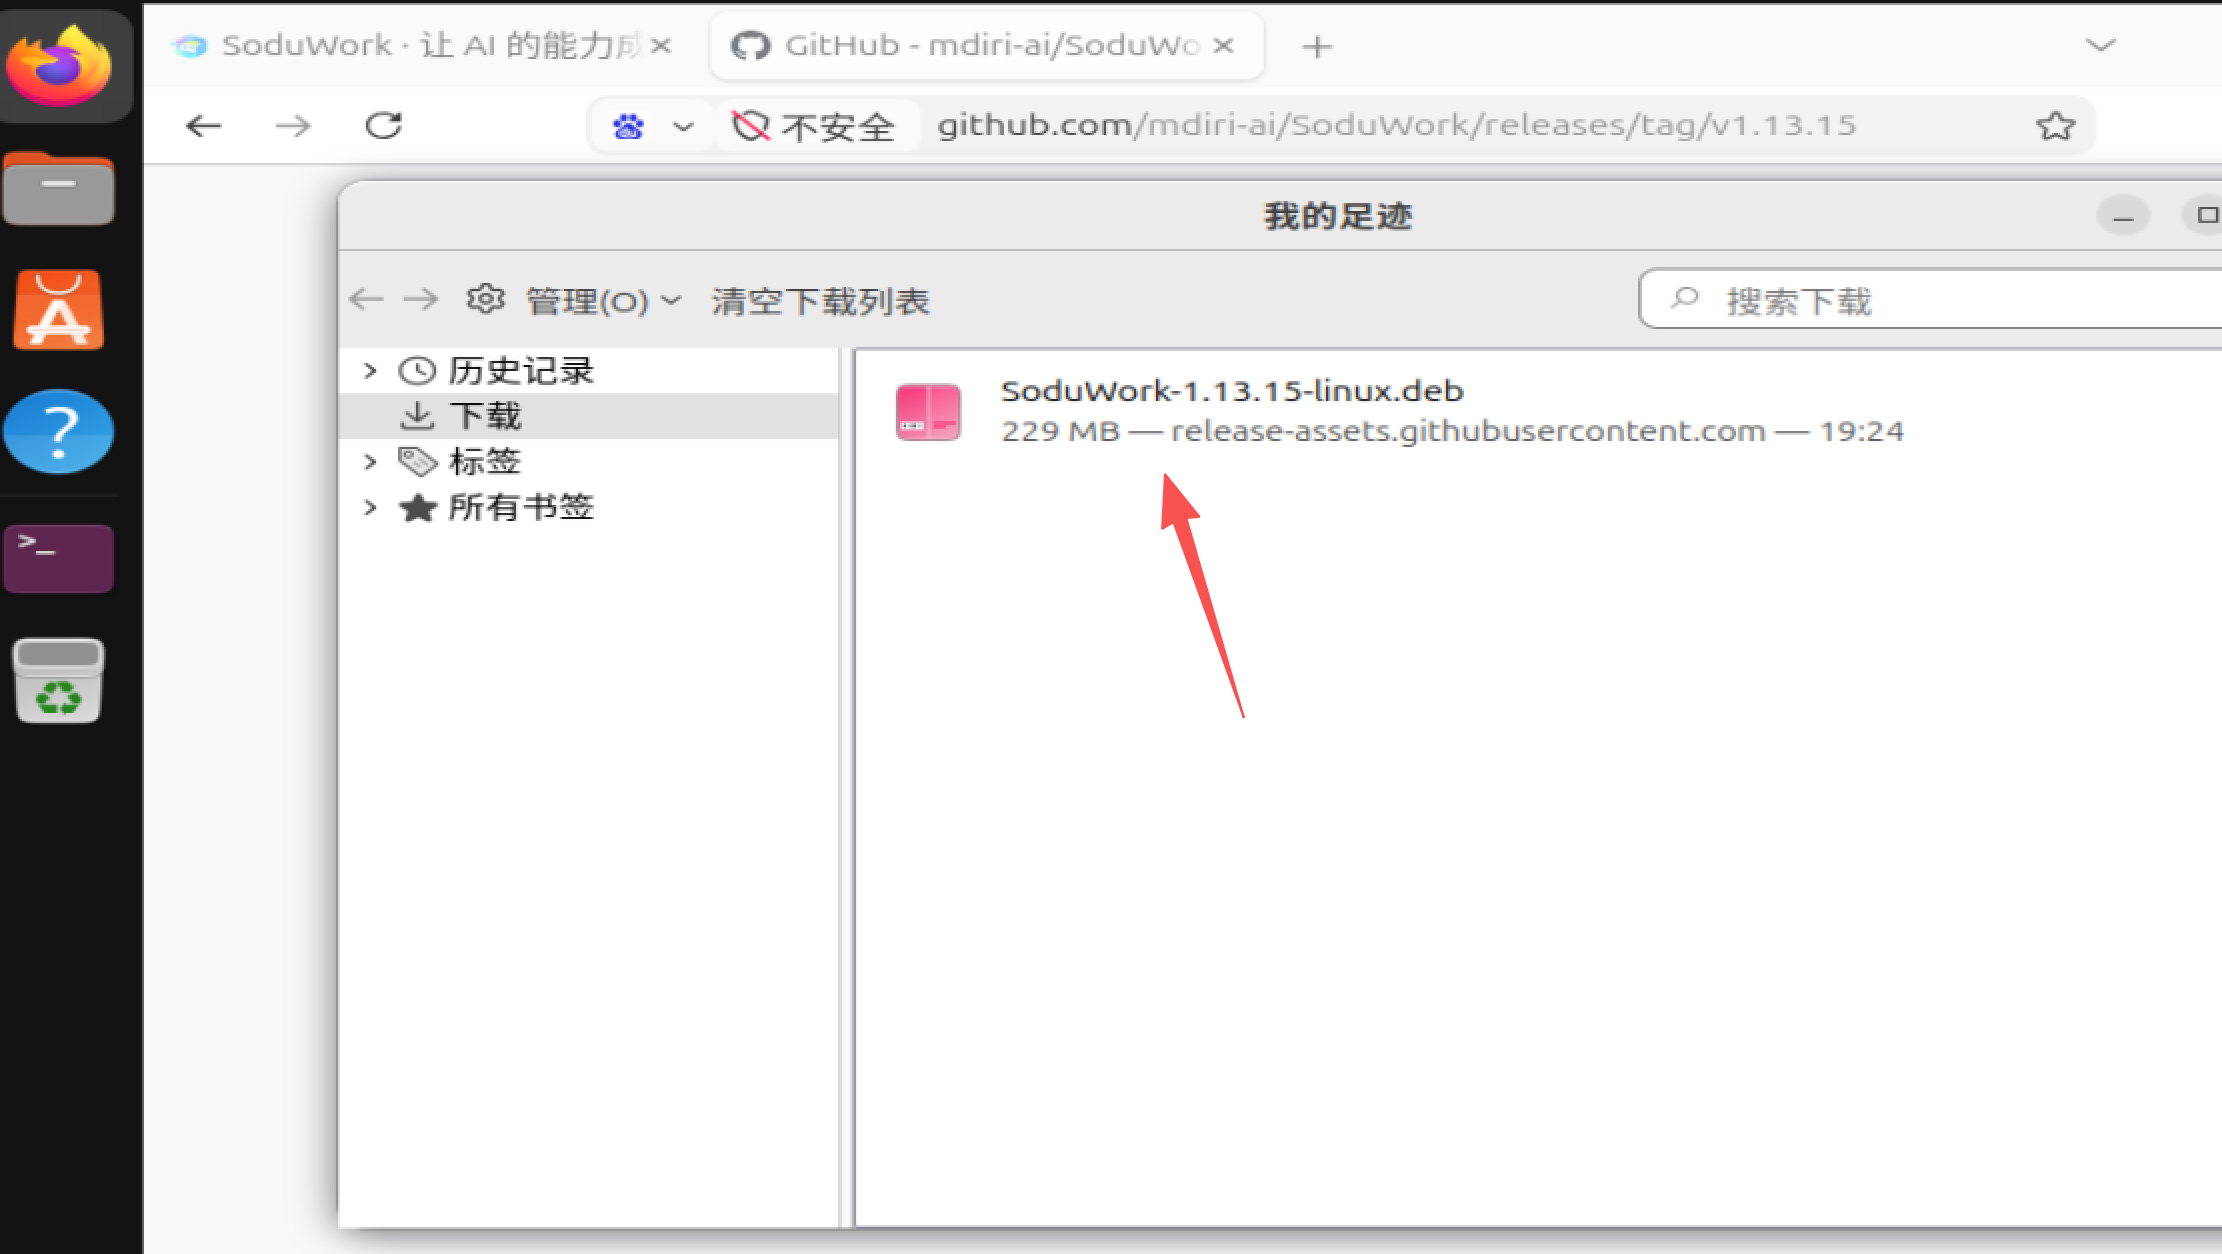 SoduWork · 让 AI 的能力成
GitHub - mdiri-ai/SoduWo
不安全
github.com/mdiri-ai/SoduWork/releases/tag/v1.13.15
我的足迹
管理(O)
清空下载列表
搜索下载
历史记录
下载
标签
所有书签
SoduWork-1.13.15-linux.deb
229 MB — release-assets.githubusercontent.com — 19:24